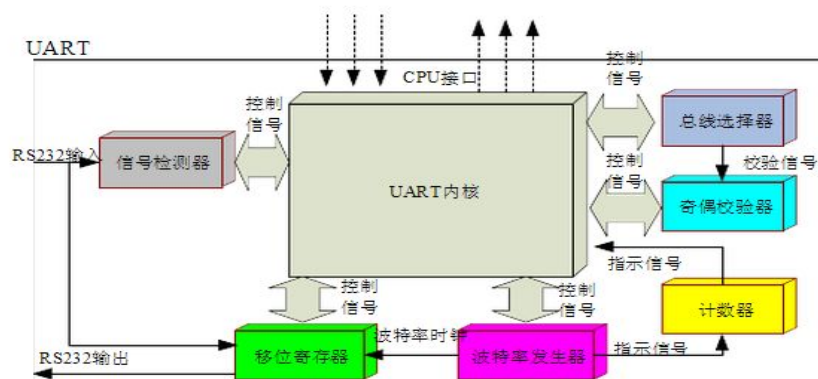 UART
CPU接口
控制
信号
总线选择器
控制
信号
RS232输入
信号检测器
UART内核
控制
信号
校验信号
奇偶校验器
指示信号
控制
信号
控制
信号
计数器
波特率时钟
RS232输出
移位寄存器
波特率发生器
指示信号